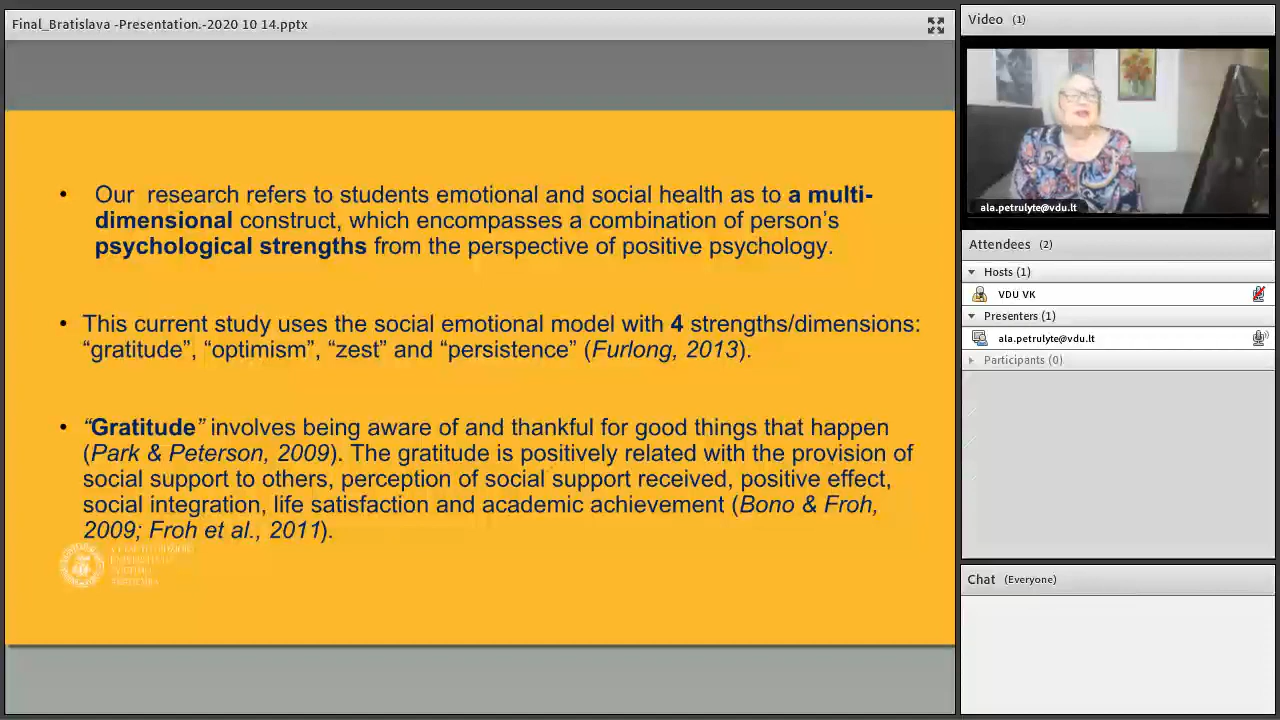 Final_Bratislava -Presentation.-2020 10 14.pptx
• Our research refers to students emotional and social health as to a multi-
dimensional construct, which encompasses a combination of person’s
psychological strengths from the perspective of positive psychology.
• This current study uses the social emotional model with 4 strengths/dimensions:
“gratitude”, “optimism”, “zest” and “persistence” (Furlong, 2013).
• “Gratitude” involves being aware of and thankful for good things that happen
(Park & Peterson, 2009). The gratitude is positively related with the provision of
social support to others, perception of social support received, positive effect,
social integration, life satisfaction and academic achievement (Bono & Froh,
2009; Froh et al., 2011).
Video (1)
ala.petrulyte@vdu.lt
Attendees (2)
Hosts (1)
VDU VK
Presenters (1)
ala.petrulyte@vdu.lt
Participants (0)
Chat (Everyone)